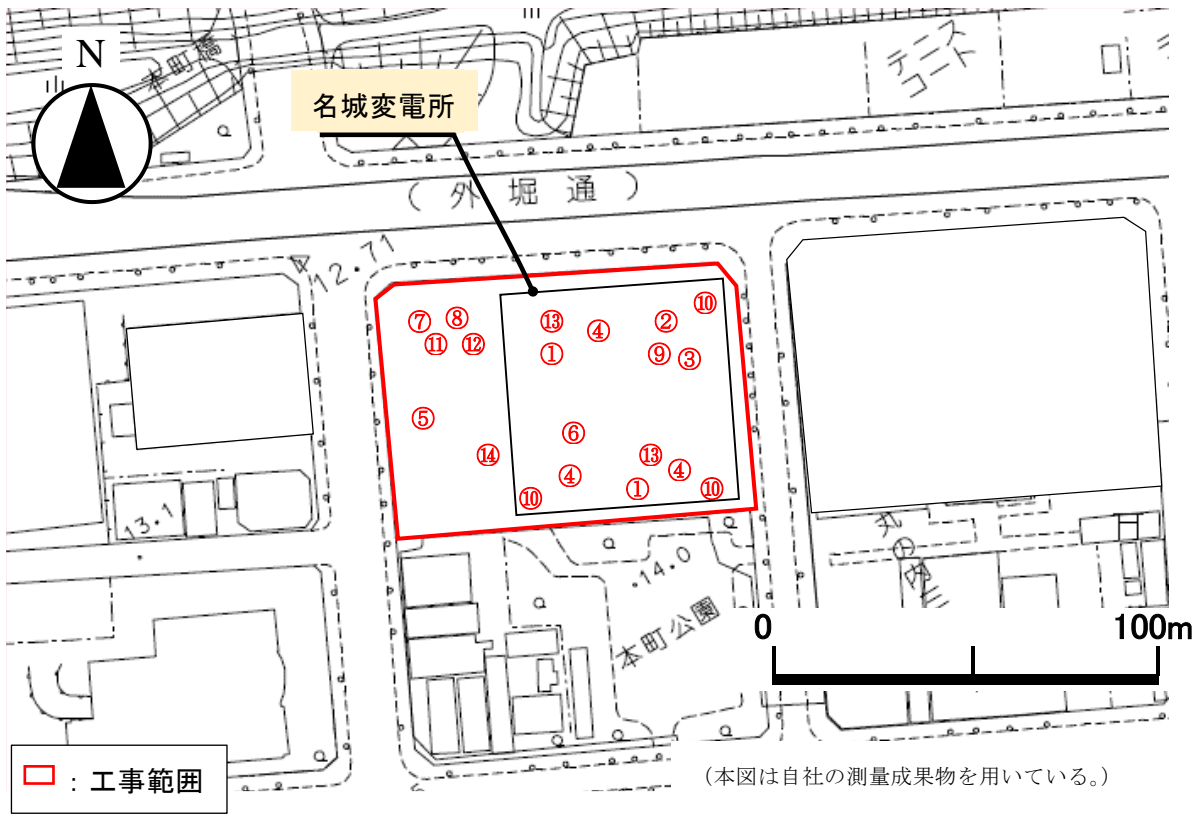 N
本町橋
テニス
コート
名城変電所
(外堀通)
12.71
⑩
⑦ ⑧ ⑬ ④ ②
⑪ ⑫ ① ⑨ ③
⑤
⑥
⑭ ⑬
④ ④
⑩ ① ⑩
13.1
14.0
本町公園
丸
内三
0 100m
: 工事範囲
(本図は自社の測量成果物を用いている。)